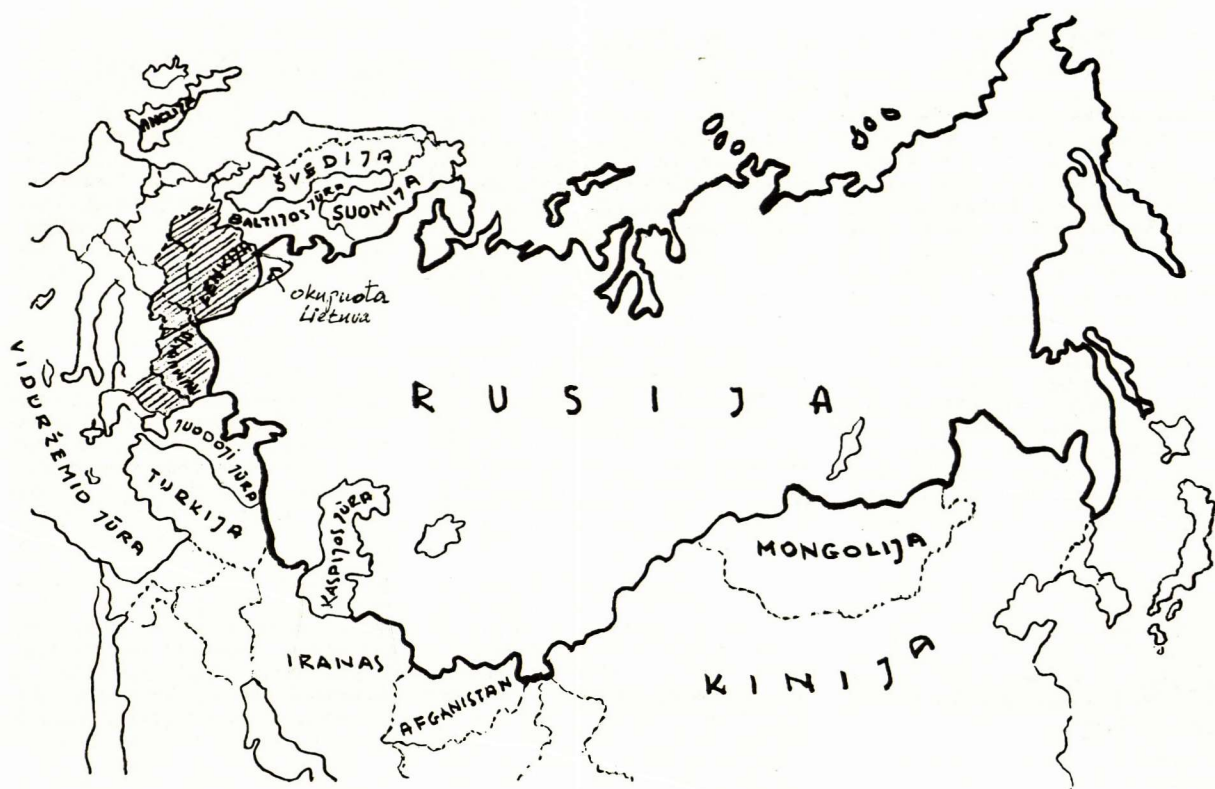 ANGLIJA
ŠVEDIJA
BALTIJOS JŪRA
SUOMIJA
LENKIJA
okupuota
Lietuva
RUSIJA
VIDURŽEMIO JŪRA
JUODOJI JŪRA
TURKIJA
KASPIJOS JŪRA
MONGOLIJA
IRANAS
AFGANISTAN
KINIJA